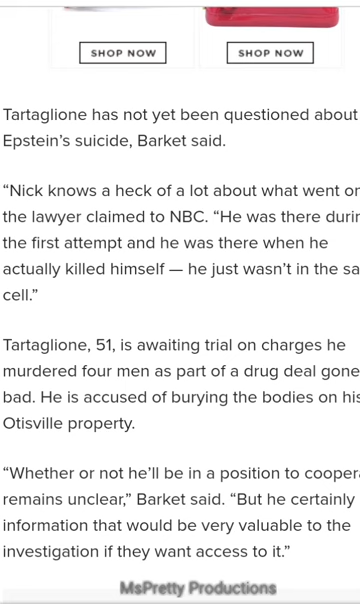 SHOP NOW SHOP NOW
Tartaglione has not yet been questioned about
Epstein's suicide, Barket said.
“Nick knows a heck of a lot about what went
the lawyer claimed to NBC. “He was there
the first attempt and he was there when he
actually killed himself — he just wasn't in the
cell.”
Tartaglione, 51, is awaiting trial on charges he
murdered four men as part of a drug deal gone
bad. He is accused of burying the bodies on
Otisville property.
“Whether or not he'll be in a position to
remains unclear,” Barket said. “But he certainly
information that would be very valuable to the
investigation if they want access to it.”
MsPretty Productions